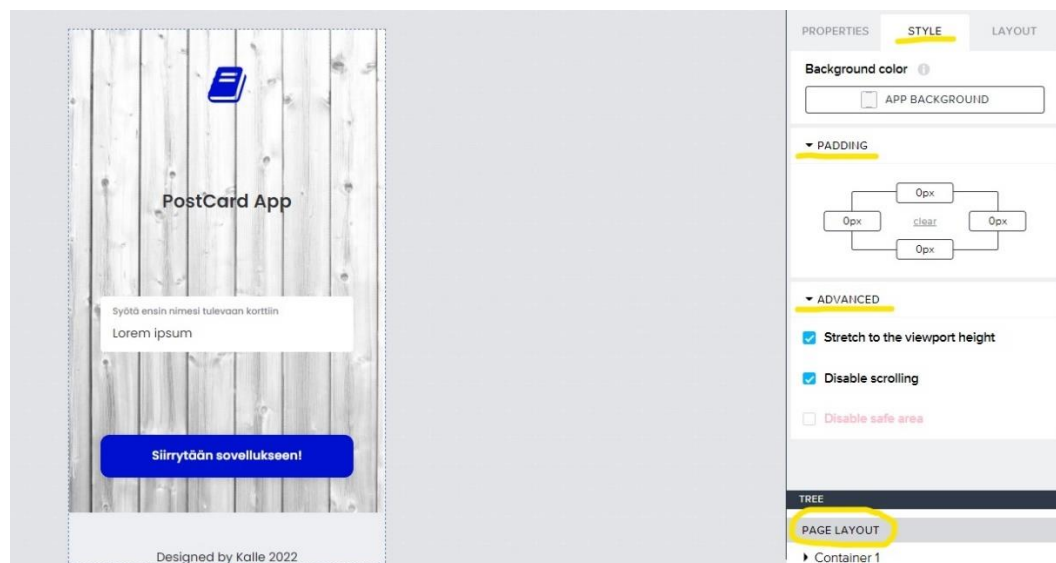 PostCard App
Syötä ensin nimesi tulevaan korttiin
Lorem ipsum
Siirrytään sovellukseen!
Designed by Kalle 2022
PROPERTIES STYLE LAYOUT
Background color
APP BACKGROUND
PADDING
0px
0px clear 0px
0px
ADVANCED
Stretch to the viewport height
Disable scrolling
Disable safe area
TREE
PAGE LAYOUT
Container 1